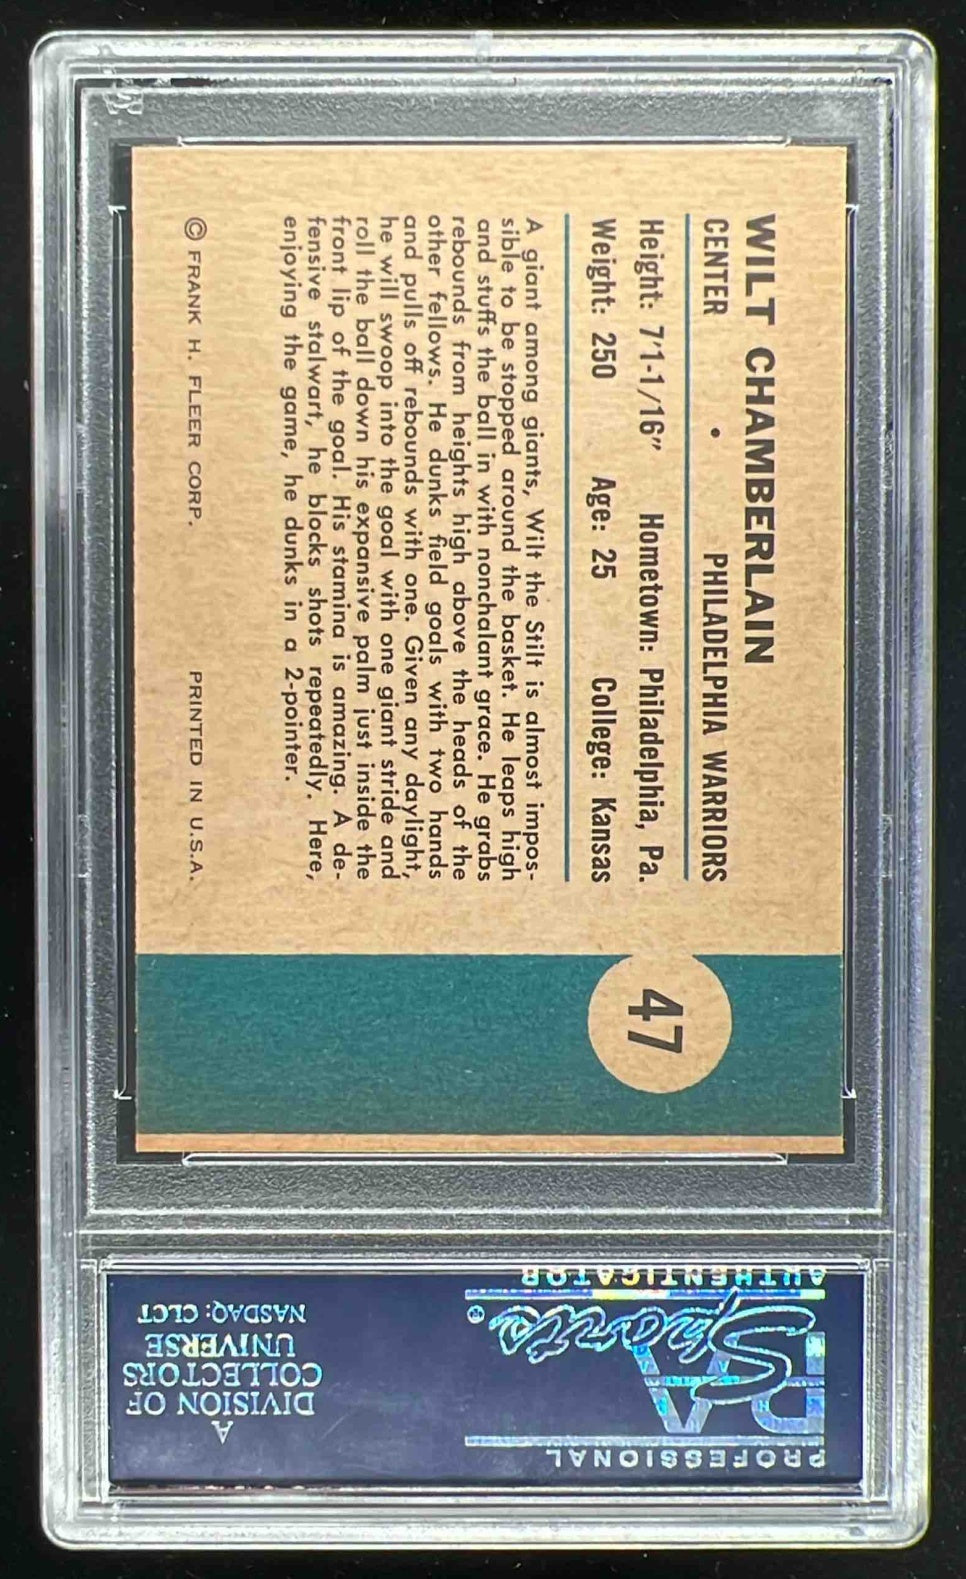 WILT CHAMBERLAIN
CENTER • PHILADELPHIA WARRIORS
Height: 7'1-1/16" Hometown: Philadelphia, Pa.
Weight: 250 Age: 25 College: Kansas
A giant among giants, Wilt the Stilt is almost impos-
sible to be stopped around the basket. He leaps high
and stuffs the ball in with nonchalant grace. He grabs
rebounds from heights high above the heads of the
other fellows. He dunks field goals with two hands
and pulls off rebounds with one. Given any daylight,
he will swoop into the goal with one giant stride and
roll the ball down his expansive palm just inside the
front lip of the goal. His stamina is amazing. A de-
fensive stalwart, he blocks shots repeatedly. Here,
enjoying the game, he dunks in a 2-pointer.
© FRANK H. FLEER CORP. PRINTED IN U.S.A.
47
PROFESSIONAL
PSA
Sports®
AUTHENTICATOR
A
DIVISION OF
COLLECTORS
UNIVERSE
NASDAQ: CLCT